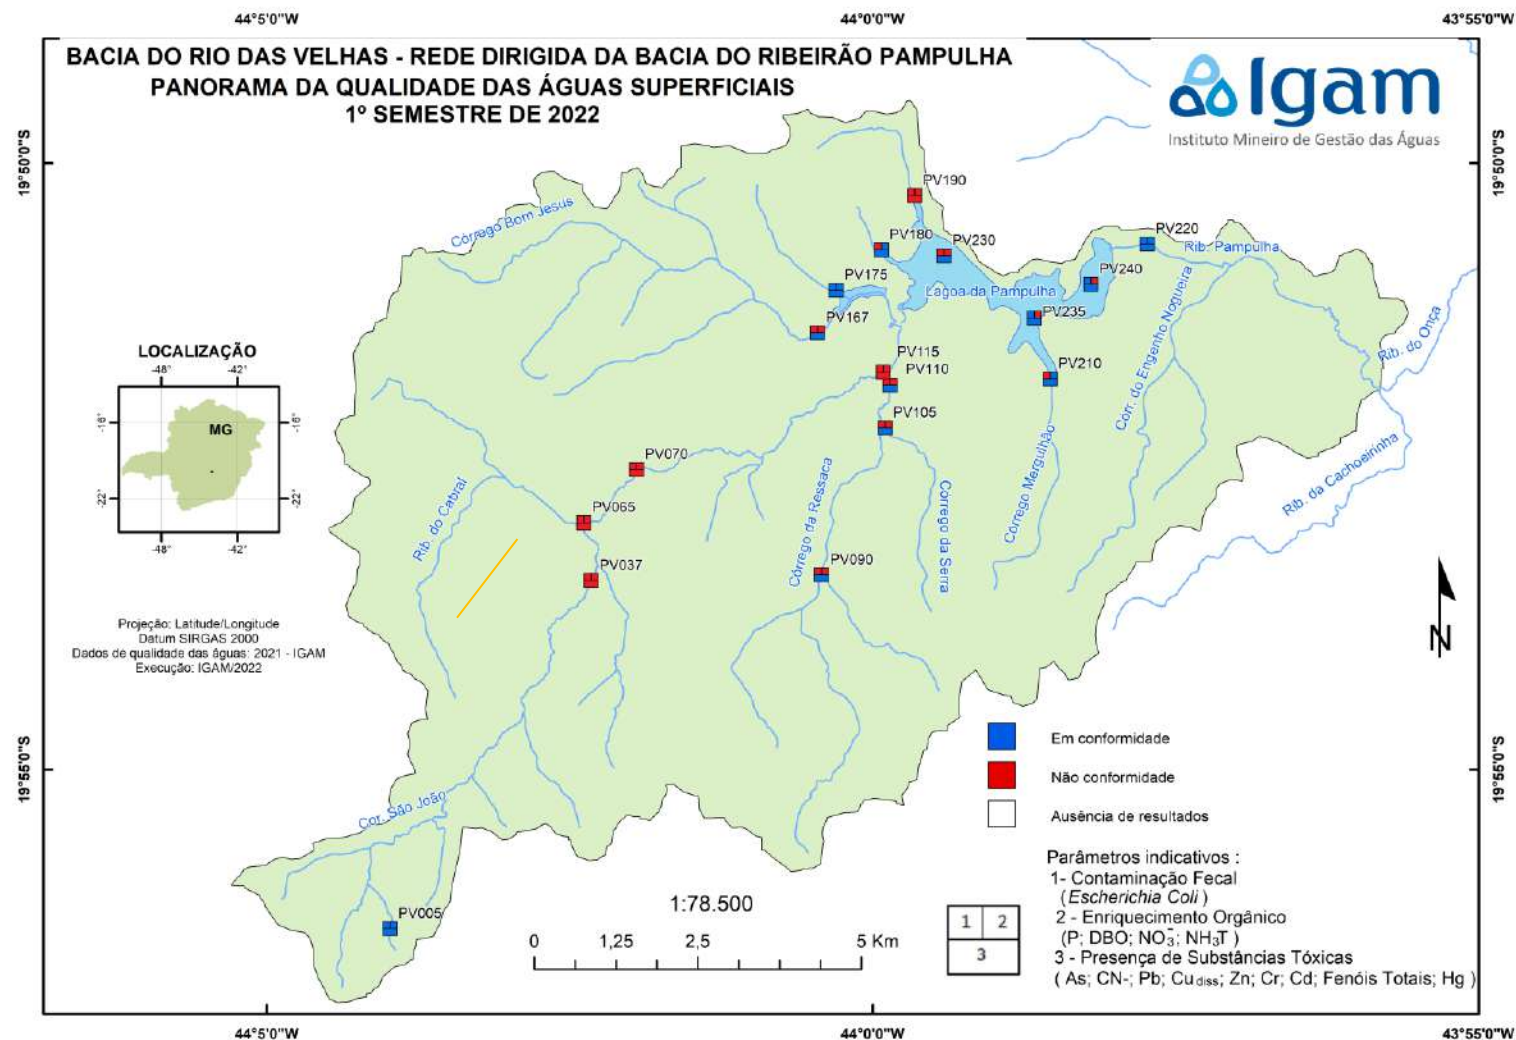 44°5'0"W
44°0'0"W
43°55'0"W
BACIA DO RIO DAS VELHAS - REDE DIRIGIDA DA BACIA DO RIBEIRÃO PAMPULHA
PANORAMA DA QUALIDADE DAS ÁGUAS SUPERFICIAIS
1º SEMESTRE DE 2022
Igam
Instituto Mineiro de Gestão das Águas
19°50'0"S
19°50'0"S
PV190
Córrego Bom Jesus
PV180
PV230
PV220
Rib. Pampulha
PV175
PV240
Lagoa da Pampulha
PV167
PV235
Corr. do Engenho Nogueira
Rib. do Onça
LOCALIZAÇÃO
-48°
-42°
PV115
PV110
PV210
-16°
MG
-16°
PV105
PV070
Rib. da Cachoeirinha
Córrego Mergulhão
Córrego da Ressaca
Córrego da Serra
Rib. do Cabral
-22°
-22°
PV065
-48°
-42°
PV037
PV090
Projeção: Latitude/Longitude
Datum SIRGAS 2000
Dados de qualidade das águas: 2021 - IGAM
Execução: IGAM/2022
N
Em conformidade
Não conformidade
Ausência de resultados
19°55'0"S
19°55'0"S
Cor. São João
Parâmetros indicativos :
1- Contaminação Fecal
(Escherichia Coli )
2 - Enriquecimento Orgânico
(P; DBO; NO3-; NH3T )
3 - Presença de Substâncias Tóxicas
( As; CN-; Pb; Cu diss; Zn; Cr; Cd; Fenóis Totais; Hg )
1 2
3
PV005
1:78.500
0 1,25 2,5 5 Km
44°5'0"W
44°0'0"W
43°55'0"W